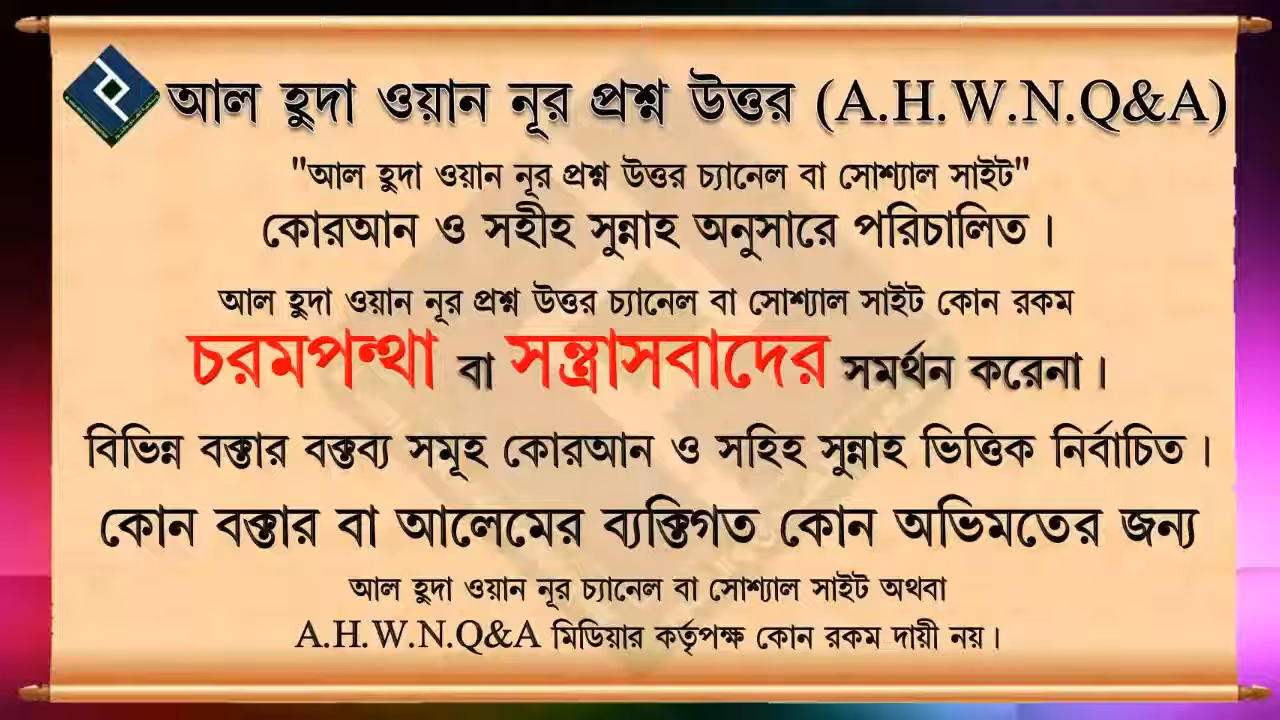 আল হুদা ওয়ান নূর প্রশ্ন উত্তর (A.H.W.N.Q&A)
"আল হুদা ওয়ান নূর প্রশ্ন উত্তর চ্যানেল বা সোশ্যাল সাইট"
কোরআন ও সহীহ সুন্নাহ অনুসারে পরিচালিত।
আল হুদা ওয়ান নূর প্রশ্ন উত্তর চ্যানেল বা সোশ্যাল সাইট কোন রকম
চরমপন্থা বা সন্ত্রাসবাদের সমর্থন করেনা।
বিভিন্ন বক্তার বক্তব্য সমূহ কোরআন ও সহিহ সুন্নাহ ভিত্তিক নির্বাচিত।
কোন বক্তার বা আলেমের ব্যক্তিগত কোন অভিমতের জন্য
আল হুদা ওয়ান নূর চ্যানেল বা সোশ্যাল সাইট অথবা
A.H.W.N.Q&A মিডিয়ার কর্তৃপক্ষ কোন রকম দায়ী নয়।